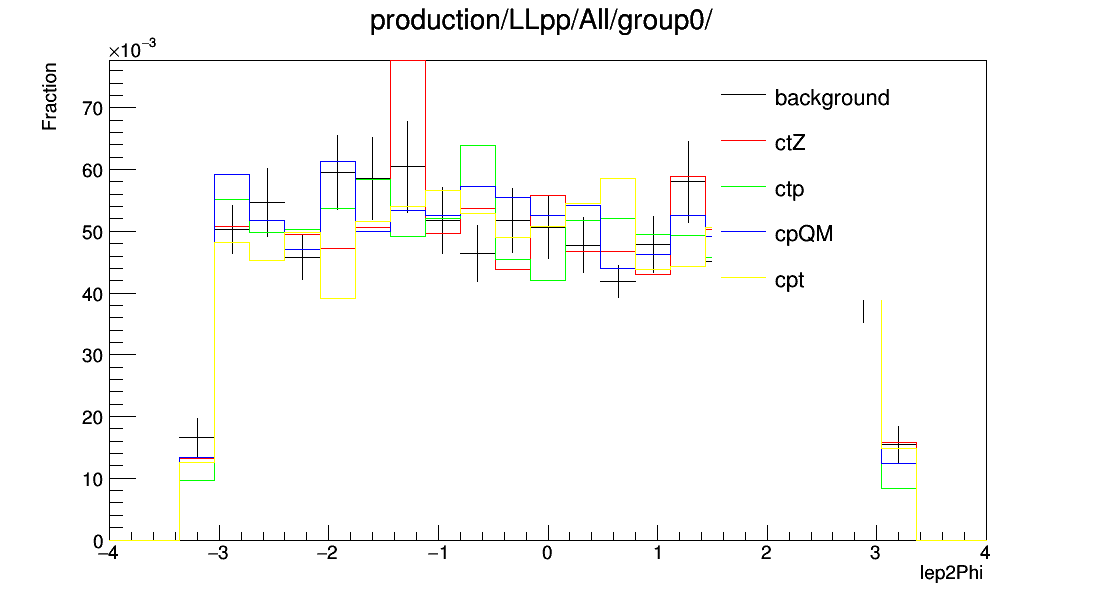 production/LLpp/All/group0/
×10⁻³
Fraction
background
ctZ
ctp
cpQM
cpt
70
60
50
40
30
20
10
0
−4 −3 −2 −1 0 1 2 3 4
lep2Phi